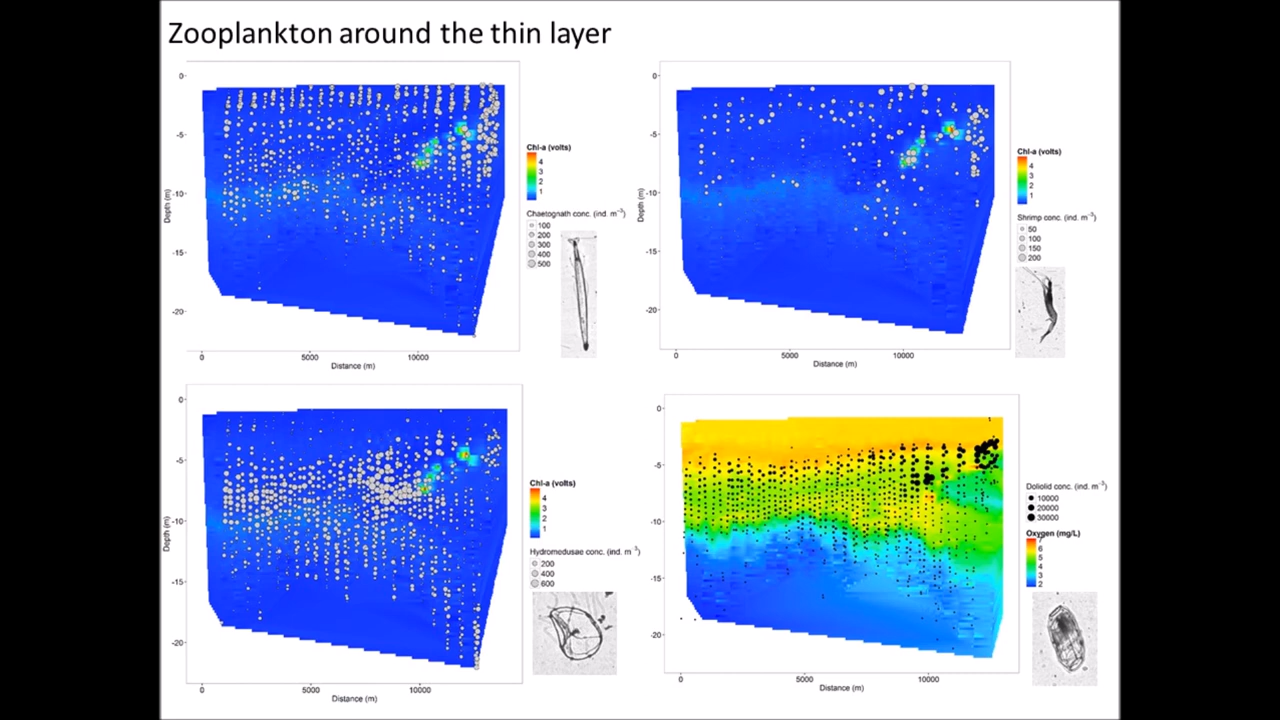 Zooplankton around the thin layer
0
-5
-10
-15
-20
Depth (m)
0 5000 10000
Distance (m)
Chl-a (volts)
4
3
2
1
Chaetognath conc. (ind. m⁻³)
100
200
300
400
500
0
-5
-10
-15
-20
Depth (m)
0 5000 10000
Distance (m)
Chl-a (volts)
4
3
2
1
Shrimp conc. (ind. m⁻³)
50
100
150
200
0
-5
-10
-15
-20
Depth (m)
0 5000 10000
Distance (m)
Chl-a (volts)
4
3
2
1
Hydromedusae conc. (ind. m⁻³)
200
400
600
0
-5
-10
-15
-20
0 5000 10000
Distance (m)
Doliolid conc. (ind. m⁻³)
10000
20000
30000
Oxygen (mg/L)
7
6
5
4
3
2